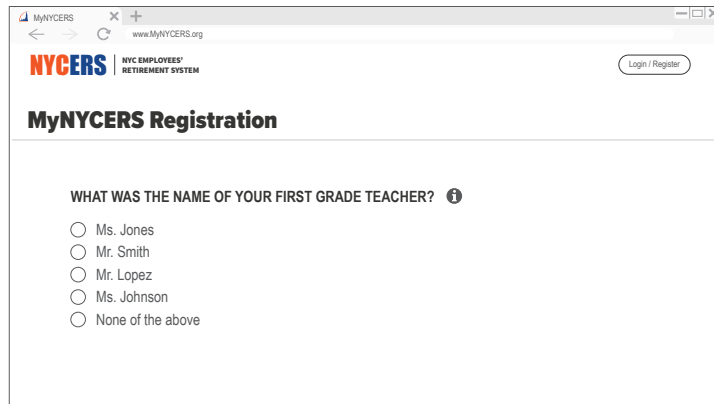 MyNYCERS
www.MyNYCERS.org
NYCERS
NYC EMPLOYEES'
RETIREMENT SYSTEM
Login / Register
MyNYCERS Registration
WHAT WAS THE NAME OF YOUR FIRST GRADE TEACHER?
Ms. Jones
Mr. Smith
Mr. Lopez
Ms. Johnson
None of the above